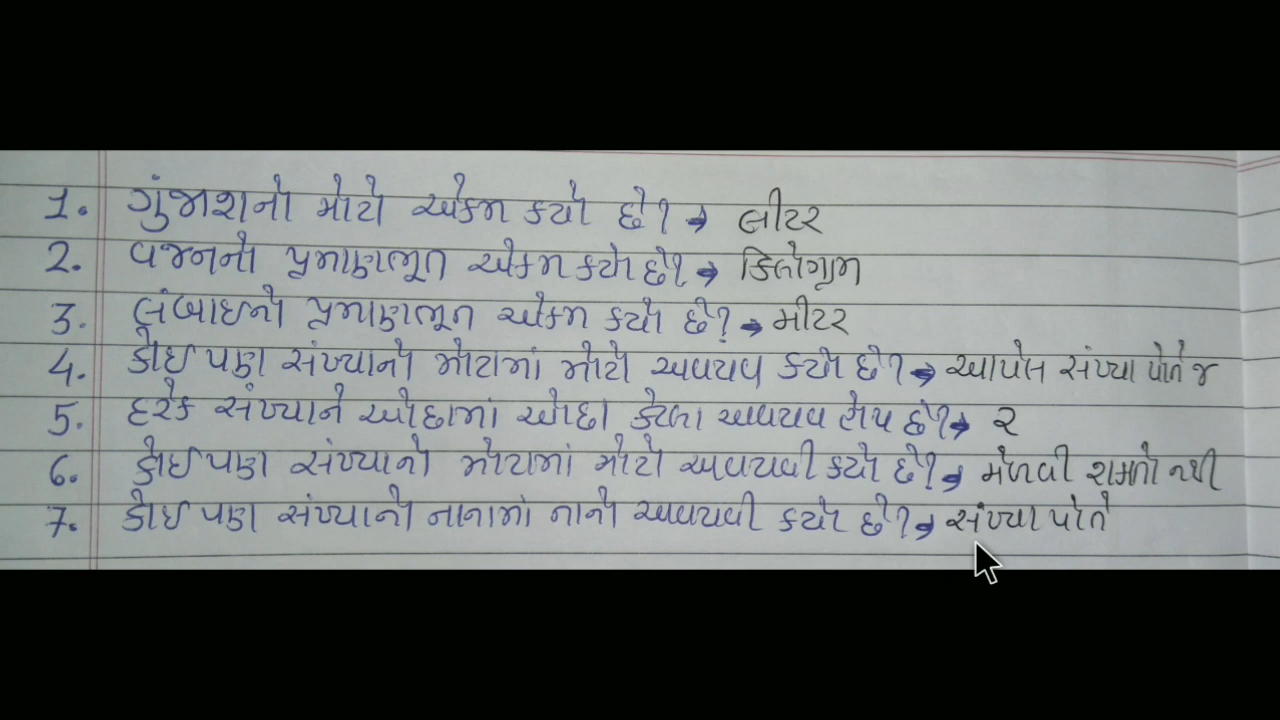 1. ગુંજાશનો મોટો એકમ કયો છે? → લીટર
2. વજનનો પ્રમાણભૂત એકમ કયો છે? → કિલોગ્રામ
3. લંબાઇનો પ્રમાણભૂત એકમ કયો છે? → મીટર
4. કોઇ પણ સંખ્યાનો મોટામાં મોટો અવયવ કયો છે? → આપેલ સંખ્યા પોતે જ
5. દરેક સંખ્યાને ઓછામાં ઓછા કેટલા અવયવ હોય છે? → ૨
6. કોઇ પણ સંખ્યાનો મોટામાં મોટો અવયવી કયો છે? → મેળવી શકાતો નથી
7. કોઇ પણ સંખ્યાનો નાનામાં નાનો અવયવી કયો છે? → સંખ્યા પોતે